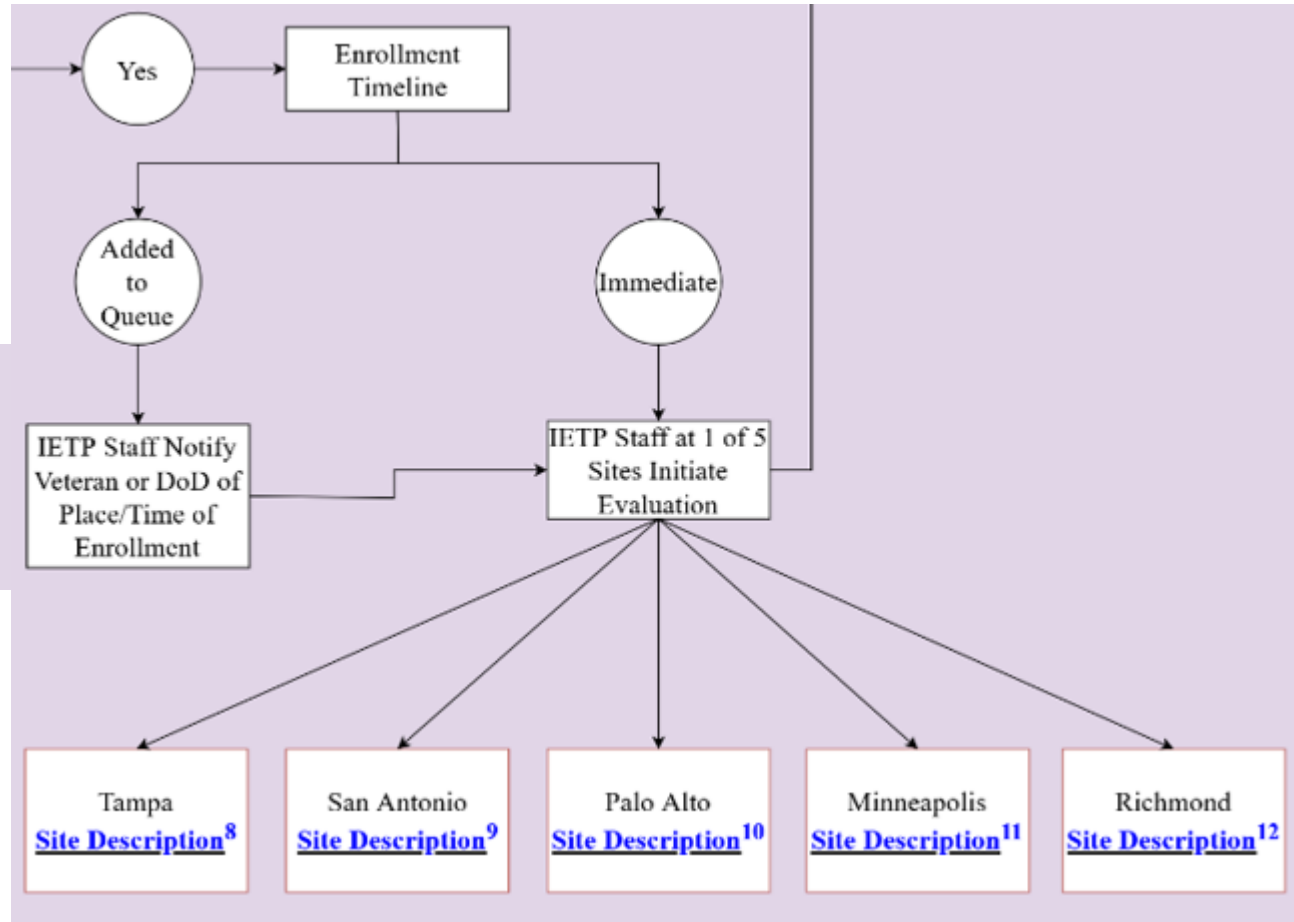 Yes
Enrollment
Timeline
Added
to
Queue
Immediate
IETP Staff Notify
Veteran or DoD of
Place/Time of
Enrollment
IETP Staff at 1 of 5
Sites Initiate
Evaluation
Tampa
Site Description8
San Antonio
Site Description9
Palo Alto
Site Description10
Minneapolis
Site Description11
Richmond
Site Description12